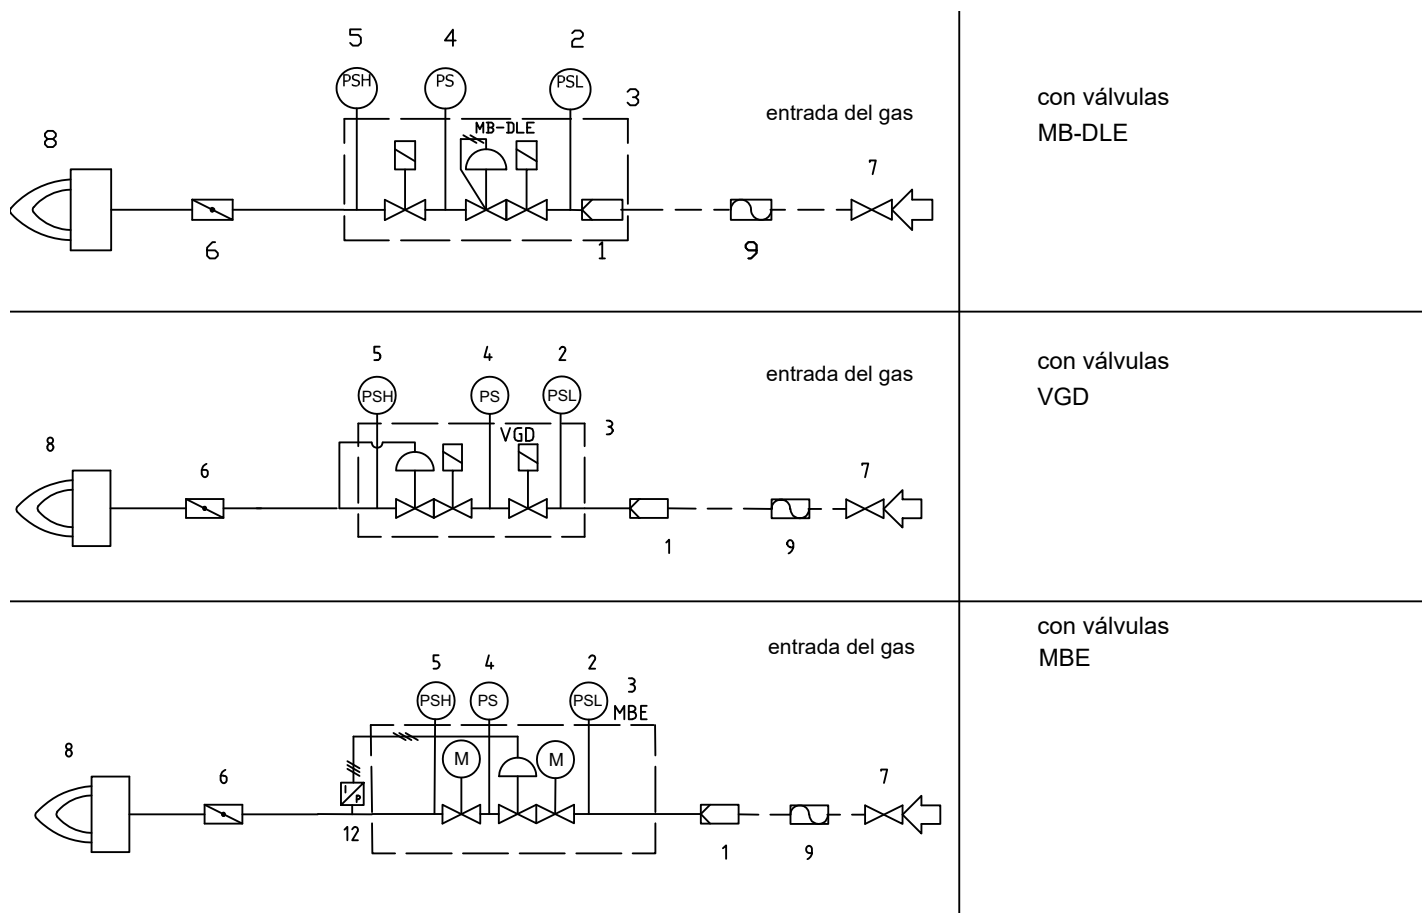 5 4 2
PSH PS PSL
3
entrada del gas
con válvulas
MB-DLE
MB-DLE
8
7
6
1
9
5 4 2
PSH PS PSL
entrada del gas
con válvulas
VGD
VGD
3
8
6
7
1
9
entrada del gas
con válvulas
MBE
5 4 2
PSH PS PSL
3
MBE
8
6
M M
7
I
P
12
1
9